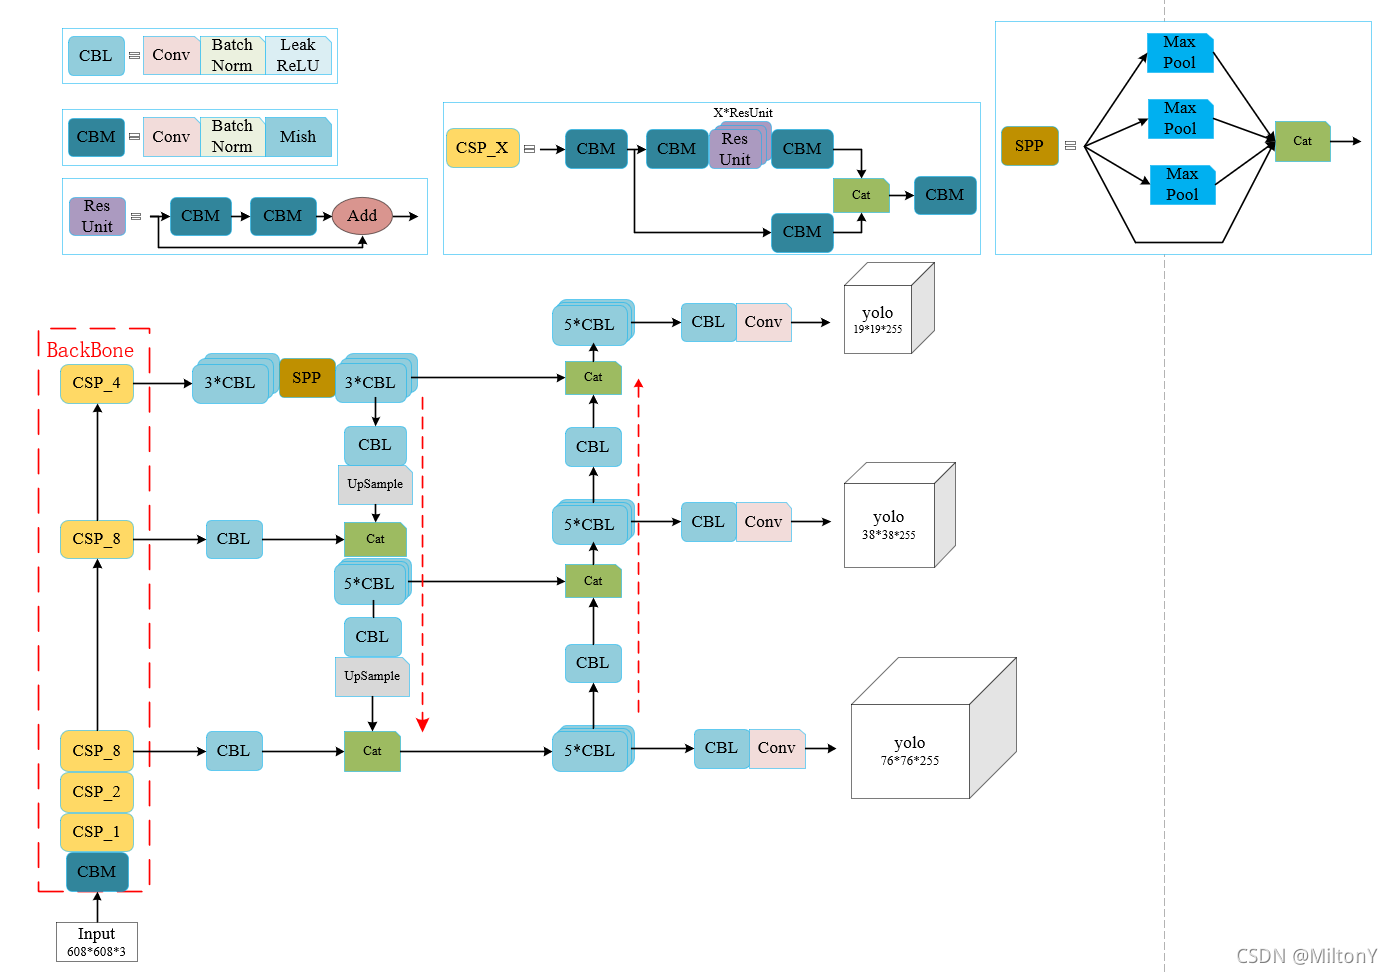 CBL
=
Conv
Batch
Norm
Leak
ReLU
CBM
=
Conv
Batch
Norm
Mish
Res
Unit
=
CBM
CBM
Add
X*ResUnit
CSP_X
=
CBM
CBM
Res
Unit
CBM
Cat
CBM
CBM
SPP
=
Max
Pool
Max
Pool
Max
Pool
Cat
BackBone
CSP_4
3*CBL
SPP
3*CBL
Cat
5*CBL
CBL
Conv
yolo
19*19*255
CBL
UpSample
CBL
CSP_8
CBL
Cat
5*CBL
CBL
Conv
yolo
38*38*255
5*CBL
Cat
CBL
UpSample
CBL
CSP_8
CBL
Cat
5*CBL
CBL
Conv
yolo
76*76*255
CSP_2
CSP_1
CBM
Input
608*608*3
CSDN @MiltonY